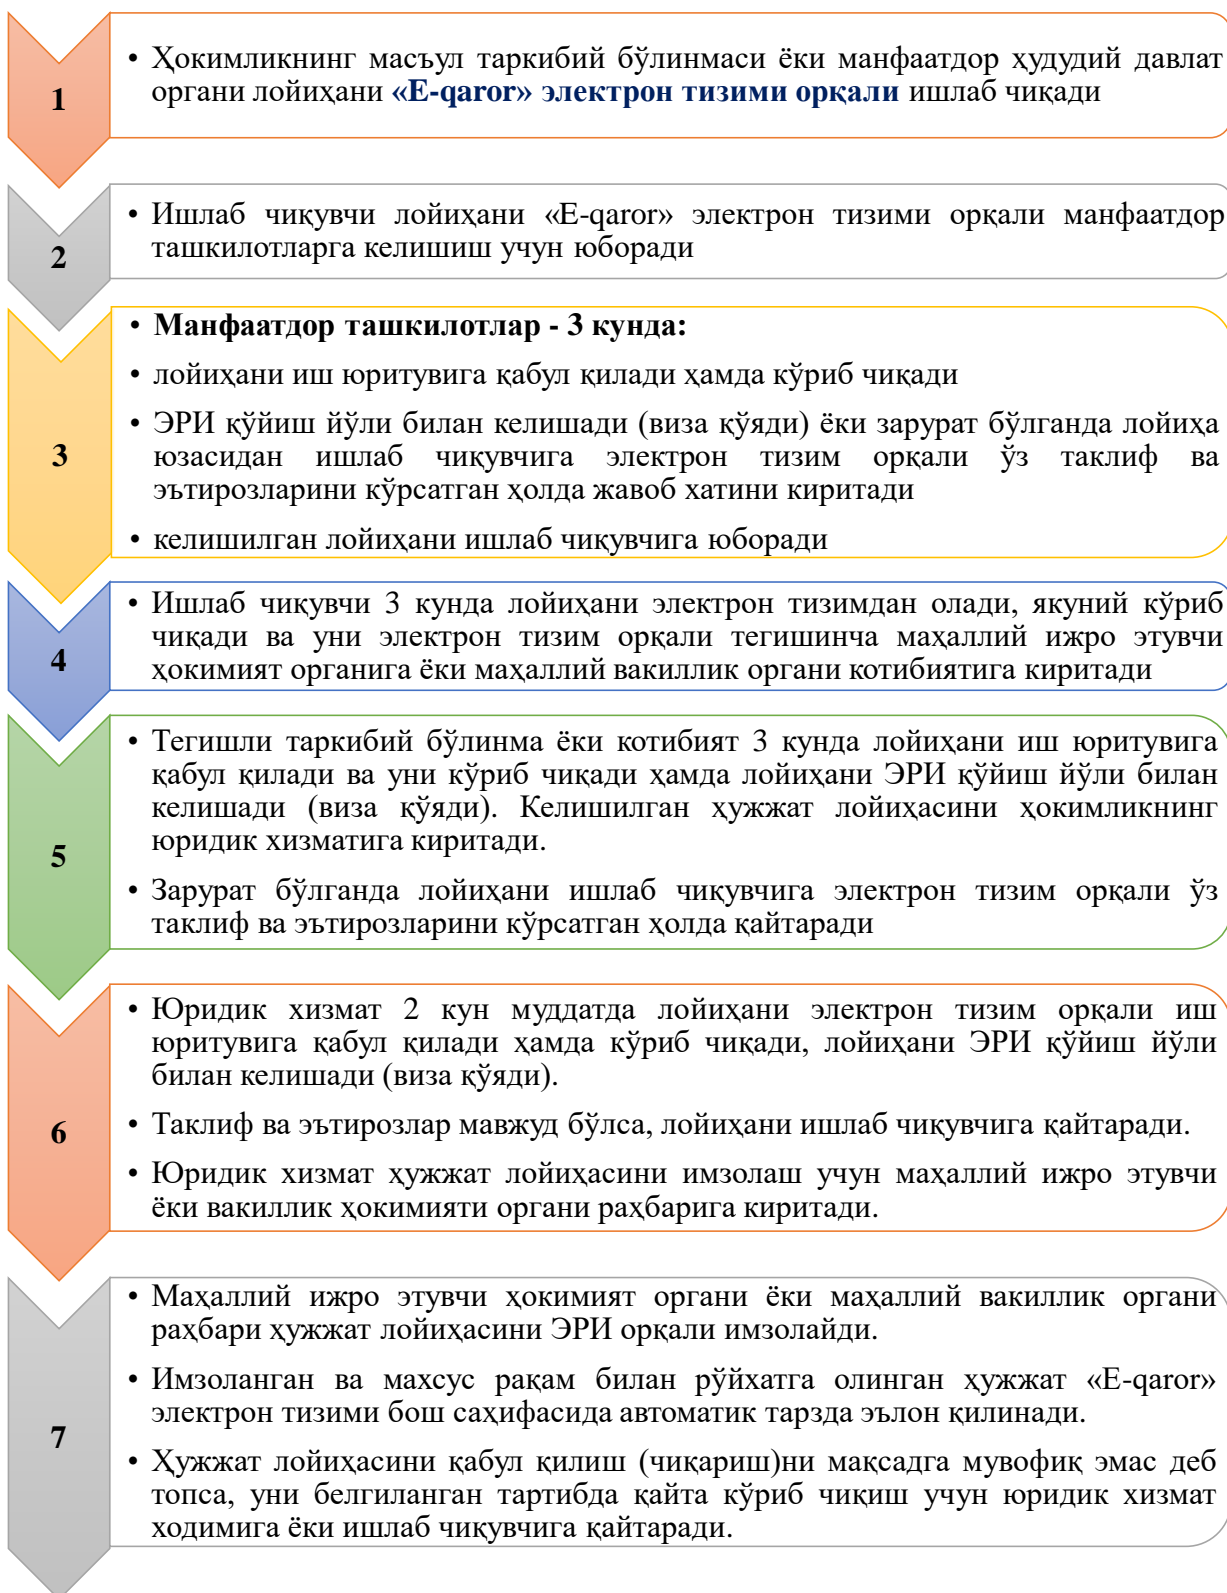 1
• Ҳокимликнинг масъул таркибий бўлинмаси ёки манфаатдор ҳудудий давлат
органи лойиҳани «E-qaror» электрон тизими орқали ишлаб чиқади
2
• Ишлаб чиқувчи лойиҳани «E-qaror» электрон тизими орқали манфаатдор
ташкилотларга келишиш учун юборади
3
• Манфаатдор ташкилотлар - 3 кунда:
• лойиҳани иш юритувига қабул қилади ҳамда кўриб чиқади
• ЭРИ қўйиш йўли билан келишади (виза қўяди) ёки зарурат бўлганда лойиҳа
юзасидан ишлаб чиқувчига электрон тизим орқали ўз таклиф ва
эътирозларини кўрсатган ҳолда жавоб хатини киритади
• келишилган лойиҳани ишлаб чиқувчига юборади
4
• Ишлаб чиқувчи 3 кунда лойиҳани электрон тизимдан олади, якуний кўриб
чиқади ва уни электрон тизим орқали тегишинча маҳаллий ижро этувчи
ҳокимият органига ёки маҳаллий вакиллик органи котибиятига киритади
5
• Тегишли таркибий бўлинма ёки котибият 3 кунда лойиҳани иш юритувига
қабул қилади ва уни кўриб чиқади ҳамда лойиҳани ЭРИ қўйиш йўли билан
келишади (виза қўяди). Келишилган ҳужжат лойиҳасини ҳокимликнинг
юридик хизматига киритади.
• Зарурат бўлганда лойиҳани ишлаб чиқувчига электрон тизим орқали ўз
таклиф ва эътирозларини кўрсатган ҳолда қайтаради
6
• Юридик хизмат 2 кун муддатда лойиҳани электрон тизим орқали иш
юритувига қабул қилади ҳамда кўриб чиқади, лойиҳани ЭРИ қўйиш йўли
билан келишади (виза қўяди).
• Таклиф ва эътирозлар мавжуд бўлса, лойиҳани ишлаб чиқувчига қайтаради.
• Юридик хизмат ҳужжат лойиҳасини имзолаш учун маҳаллий ижро этувчи
ёки вакиллик ҳокимияти органи раҳбарига киритади.
7
• Маҳаллий ижро этувчи ҳокимият органи ёки маҳаллий вакиллик органи
раҳбари ҳужжат лойиҳасини ЭРИ орқали имзолайди.
• Имзоланган ва махсус рақам билан рўйхатга олинган ҳужжат «E-qaror»
электрон тизими бош саҳифасида автоматик тарзда эълон қилинади.
• Ҳужжат лойиҳасини қабул қилиш (чиқариш)ни мақсадга мувофиқ эмас деб
топса, уни белгиланган тартибда қайта кўриб чиқиш учун юридик хизмат
ходимига ёки ишлаб чиқувчига қайтаради.